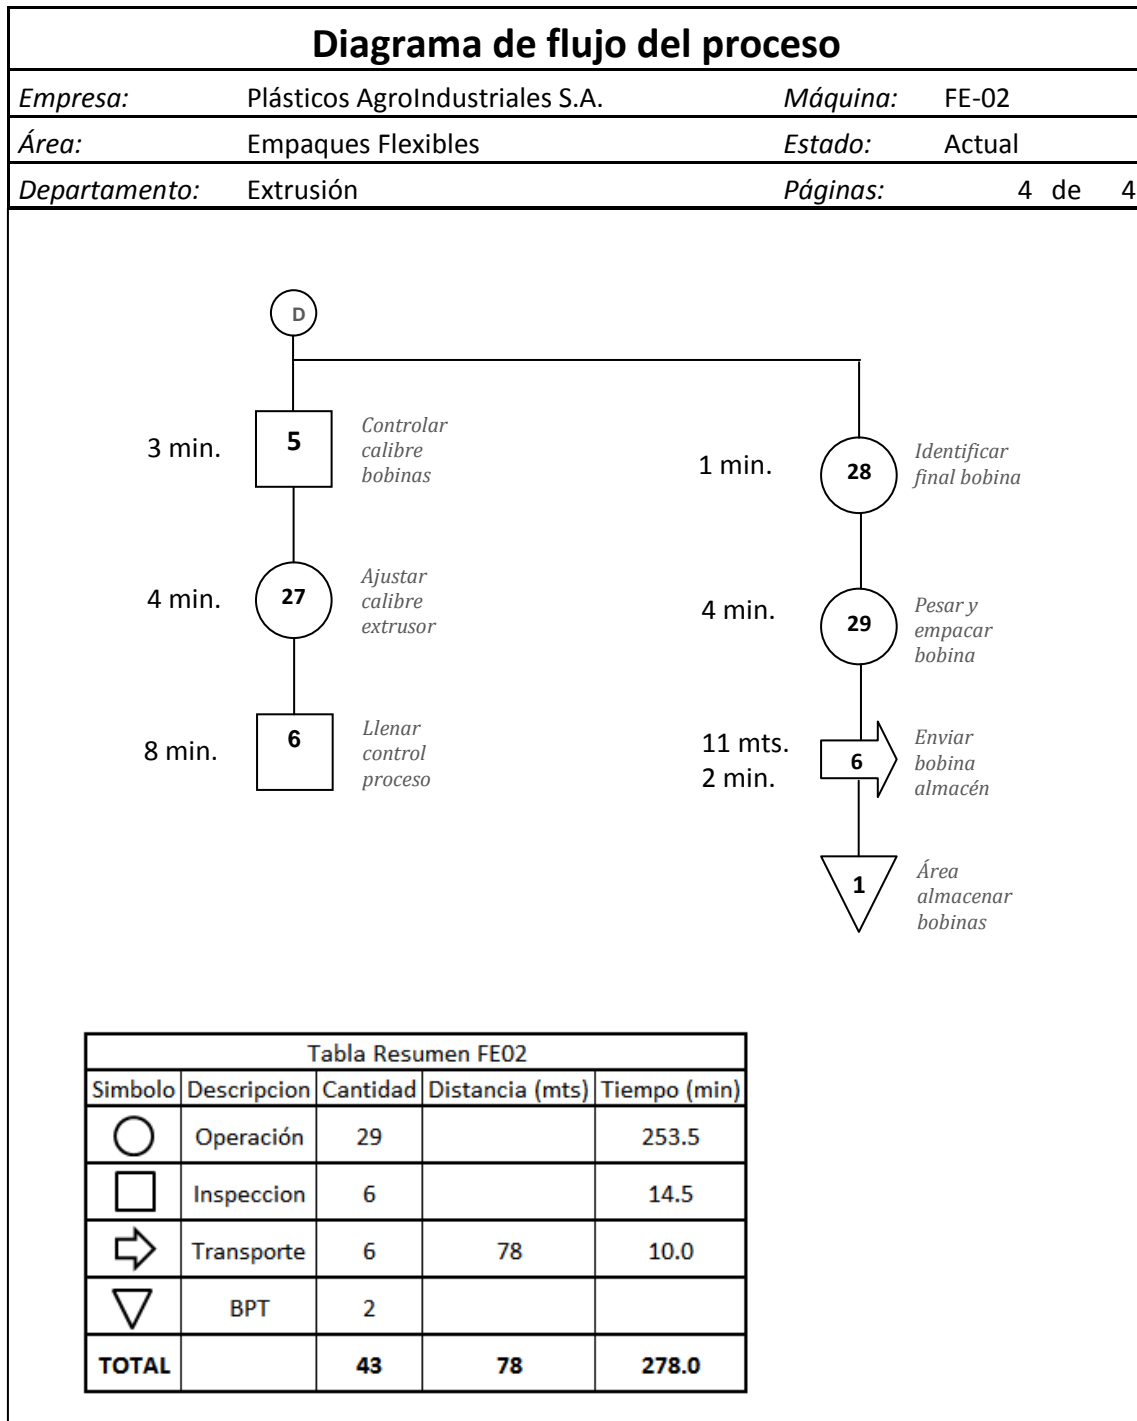 Diagrama de flujo del proceso
Empresa: Plásticos AgroIndustriales S.A. Máquina: FE-02
Área: Empaques Flexibles Estado: Actual
Departamento: Extrusión Páginas: 4 de 4
D
3 min.
5
Controlar
calibre
bobinas
4 min.
27
Ajustar
calibre
extrusor
8 min.
6
Llenar
control
proceso
1 min.
28
Identificar
final bobina
4 min.
29
Pesar y
empacar
bobina
11 mts.
2 min.
6
Enviar
bobina
almacén
1
Área
almacenar
bobinas
Tabla Resumen FE02
Simbolo Descripcion Cantidad Distancia (mts) Tiempo (min)
Operación 29 253.5
Inspeccion 6 14.5
Transporte 6 78 10.0
BPT 2
TOTAL 43 78 278.0